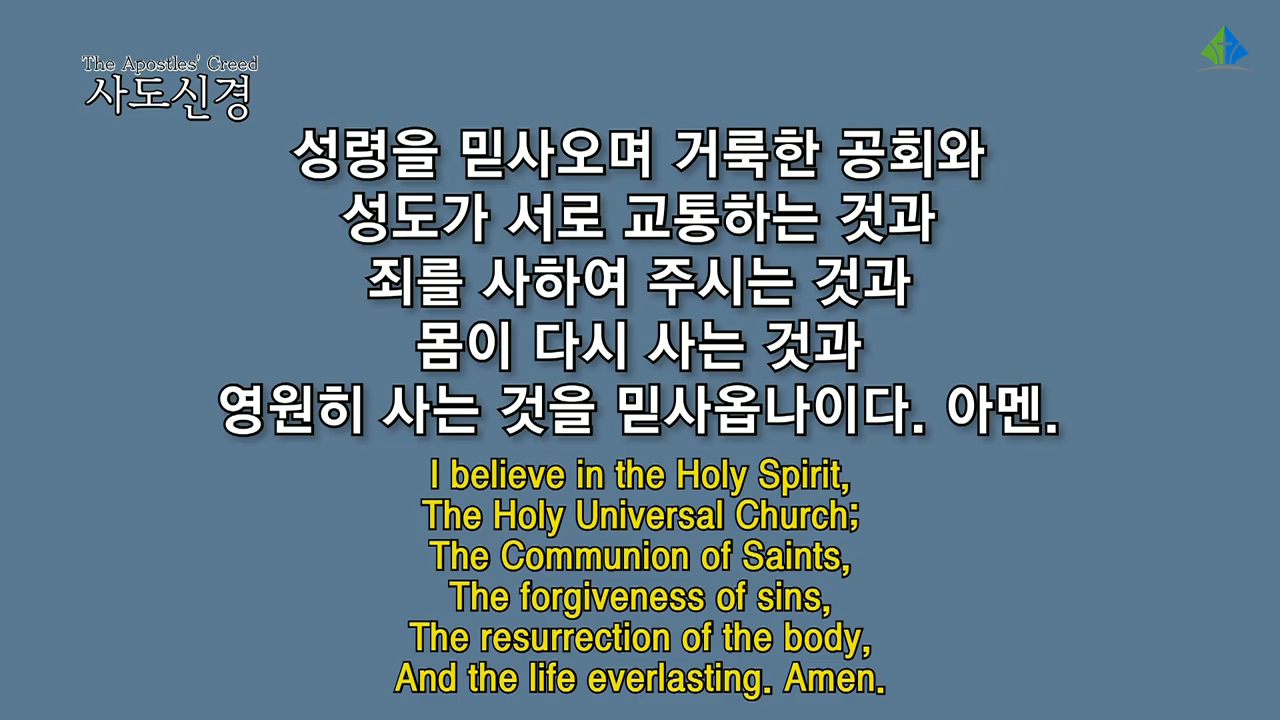 The Apostles' Creed
사도신경
성령을 믿사오며 거룩한 공회와
성도가 서로 교통하는 것과
죄를 사하여 주시는 것과
몸이 다시 사는 것과
영원히 사는 것을 믿사옵나이다. 아멘.
I believe in the Holy Spirit,
The Holy Universal Church;
The Communion of Saints,
The forgiveness of sins,
The resurrection of the body,
And the life everlasting. Amen.